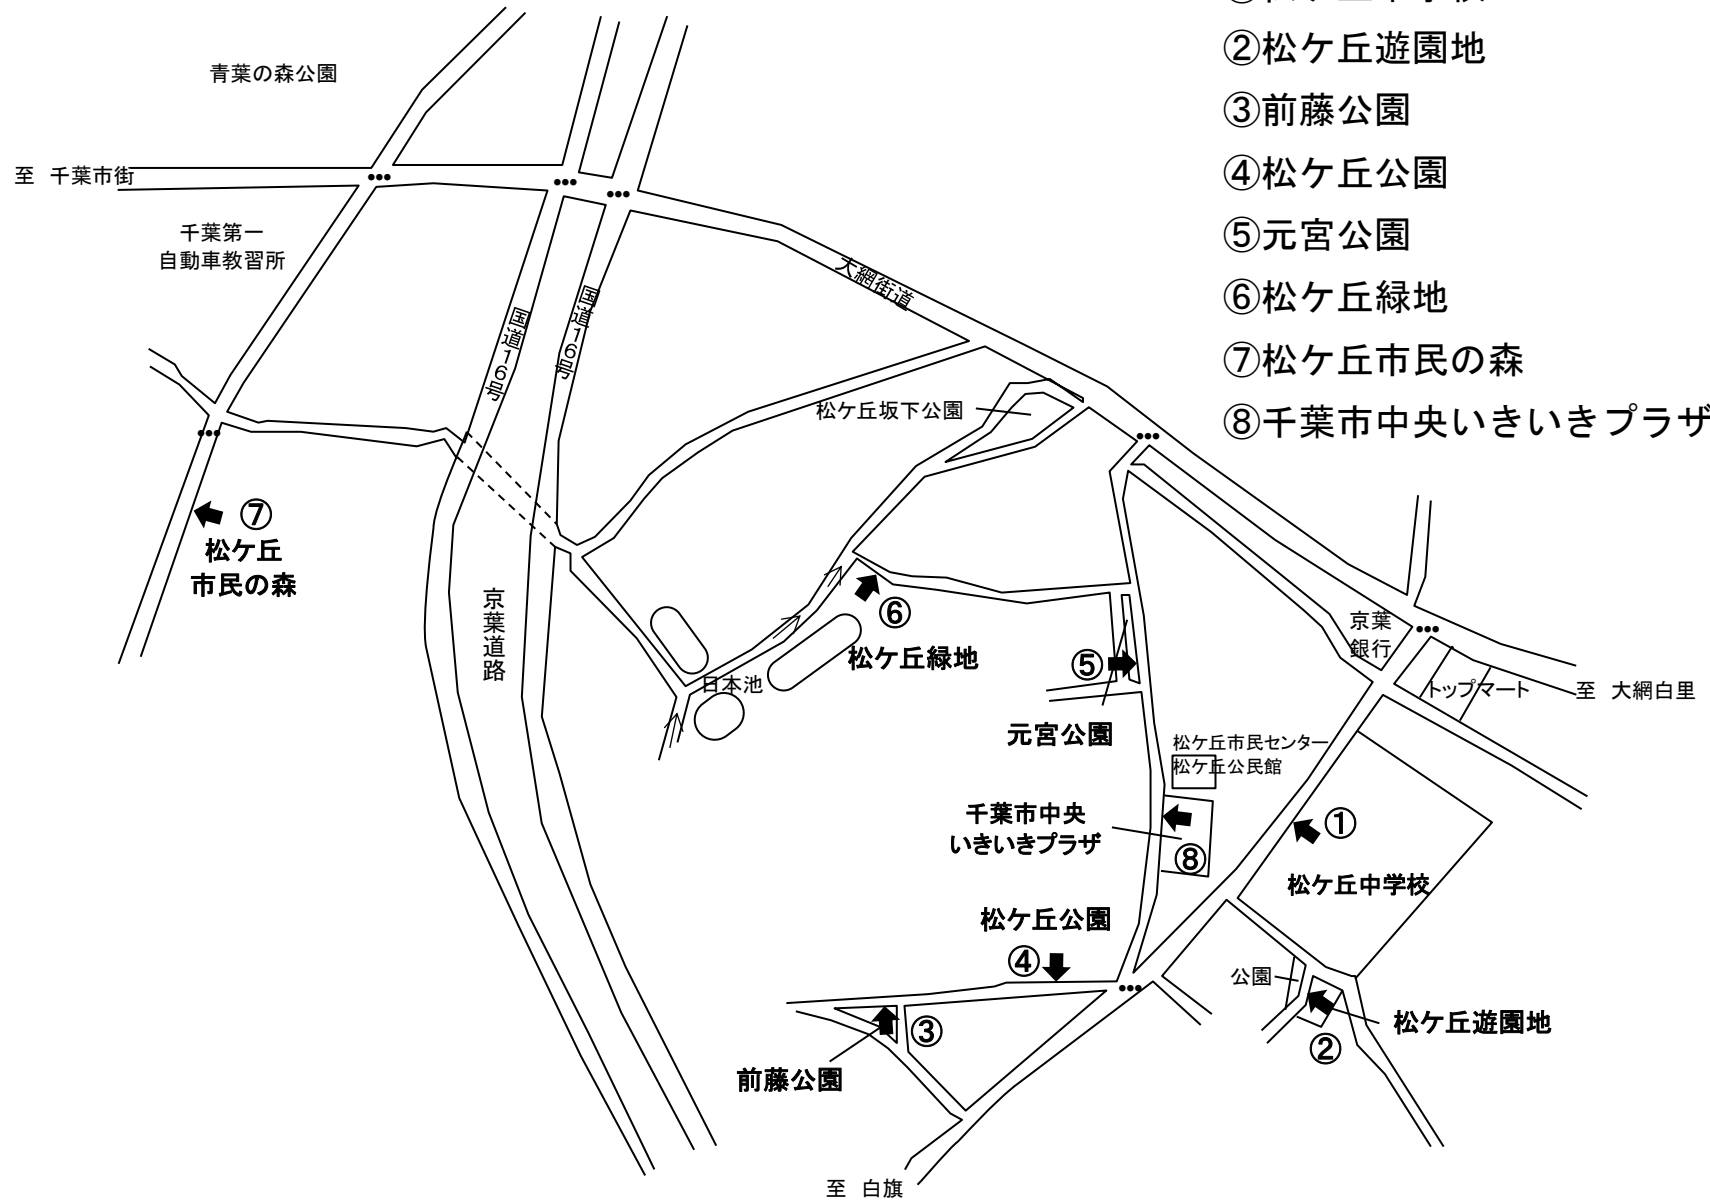 ①松ケ丘中学校
②松ケ丘遊園地
③前藤公園
④松ケ丘公園
⑤元宮公園
⑥松ケ丘緑地
⑦松ケ丘市民の森
⑧千葉市中央いきいきプラザ
青葉の森公園
至 千葉市街
千葉第一
自動車教習所
大網街道
国道16号
国道16号
松ケ丘坂下公園
⑦
松ケ丘
市民の森
京葉道路
⑥
松ケ丘緑地
日本池
京葉
銀行
⑤
トップマート
至 大網白里
元宮公園
松ケ丘市民センター
松ケ丘公民館
千葉市中央
いきいきプラザ
⑧
①
松ケ丘中学校
松ケ丘公園
④
公園
③
松ケ丘遊園地
②
前藤公園
至 白旗